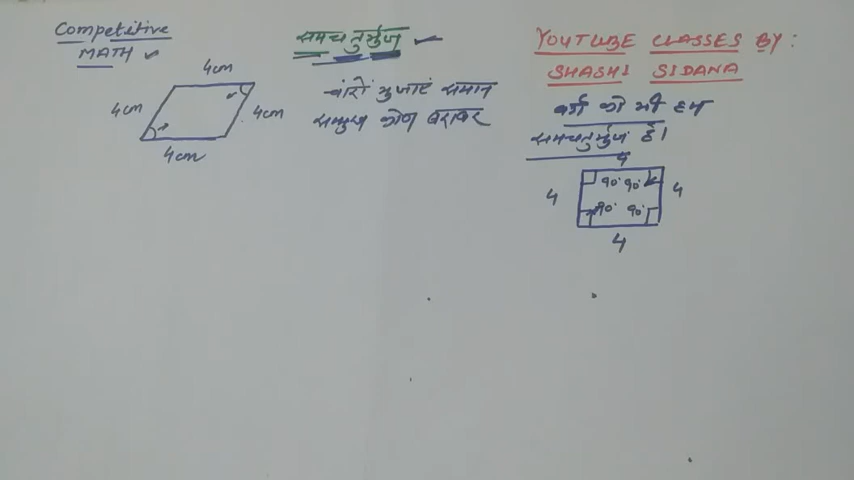 Competitive
MATH
समचतुर्भुज
YOUTUBE CLASSES BY:
SHASHI SIDANA
4cm
4cm
4cm
4cm
चारों भुजाएं समान
सम्मुख कोण बराबर
वर्ग को भी हम
समचतुर्भुज है।
4
4
90° 90°
4
90° 90°
4